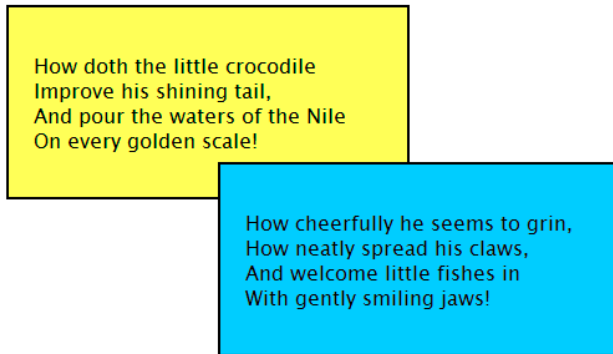 How doth the little crocodile
Improve his shining tail,
And pour the waters of the Nile
On every golden scale!
How cheerfully he seems to grin,
How neatly spread his claws,
And welcome little fishes in
With gently smiling jaws!